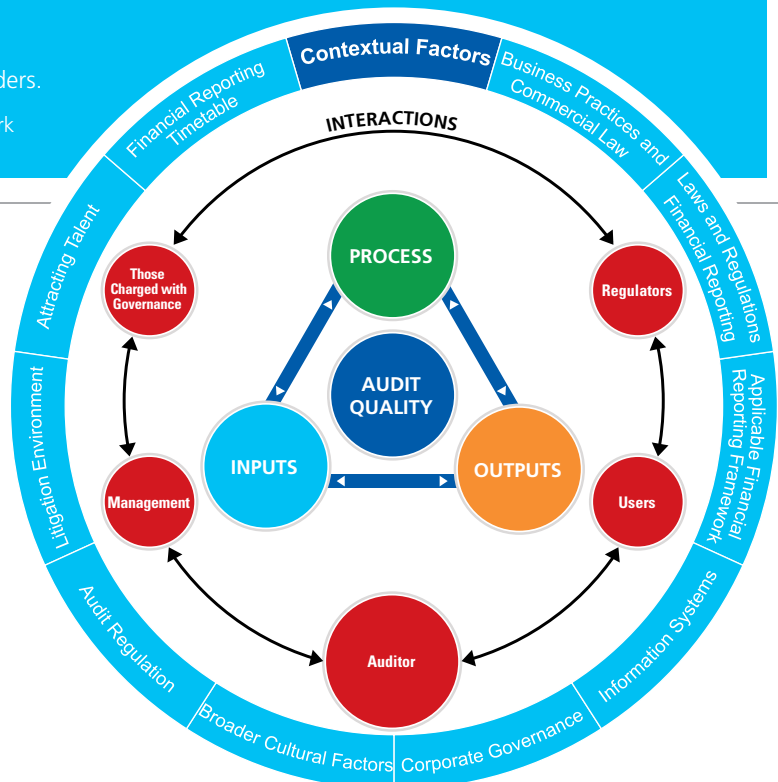 ders.
rk
Contextual Factors
Business Practices and
Commercial Law
Laws and Regulations
Financial Reporting
Applicable Financial
Reporting Framework
Information Systems
Corporate Governance
Broader Cultural Factors
Audit Regulation
Litigation Environment
Attracting Talent
Financial Reporting
Timetable
INTERACTIONS
Those
Charged with
Governance
Regulators
Management
Users
Auditor
PROCESS
AUDIT
QUALITY
INPUTS
OUTPUTS